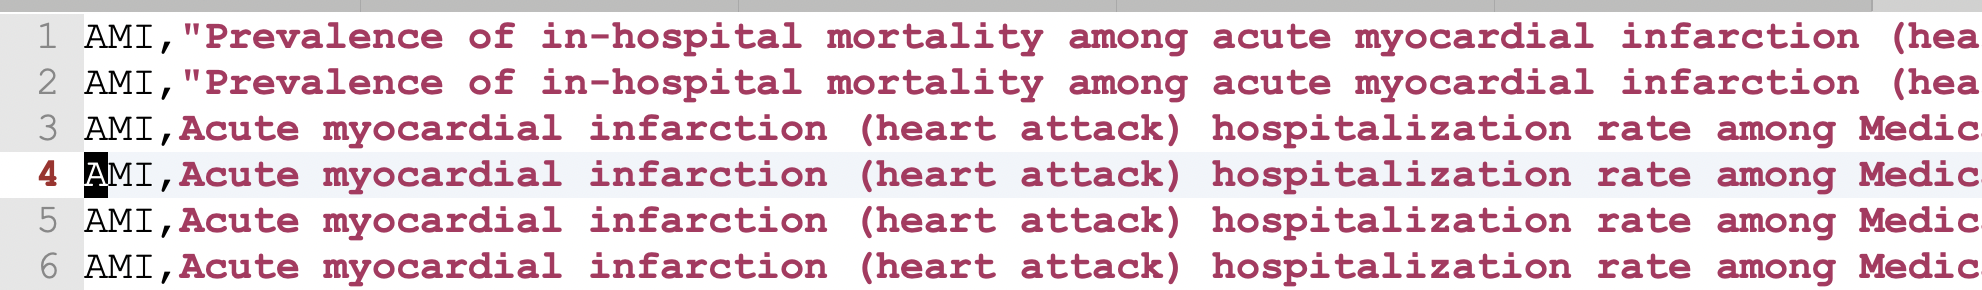 1 AMI,"Prevalence of in-hospital mortality among acute myocardial infarction (hea
2 AMI,"Prevalence of in-hospital mortality among acute myocardial infarction (hea
3 AMI,Acute myocardial infarction (heart attack) hospitalization rate among Medic
4 AMI,Acute myocardial infarction (heart attack) hospitalization rate among Medic
5 AMI,Acute myocardial infarction (heart attack) hospitalization rate among Medic
6 AMI,Acute myocardial infarction (heart attack) hospitalization rate among Medic